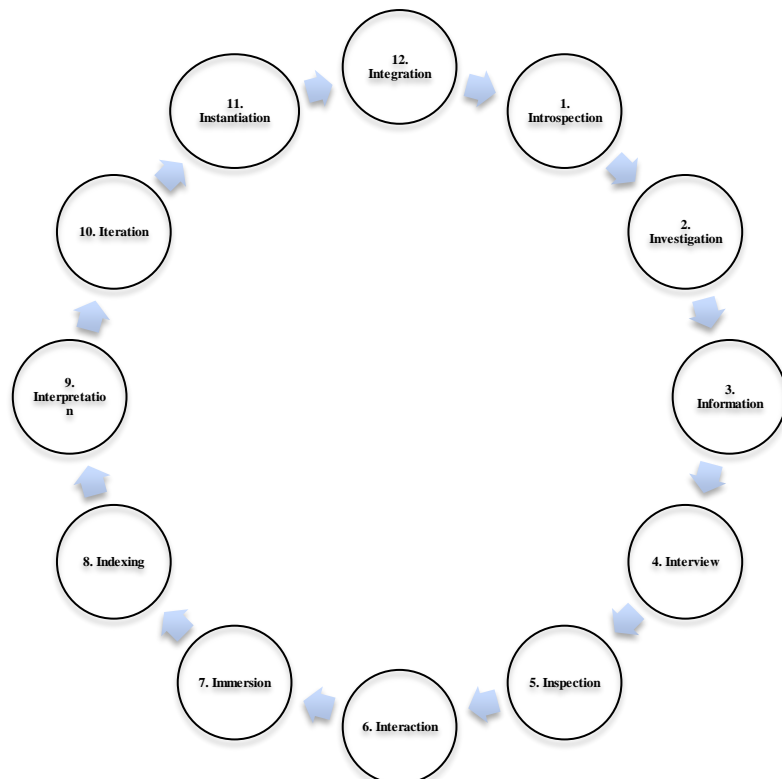 12.
Integration
1.
Introspection
2.
Investigation
3.
Information
4. Interview
5. Inspection
6. Interaction
7. Immersion
8. Indexing
9.
Interpretatio
n
10. Iteration
11.
Instantiation